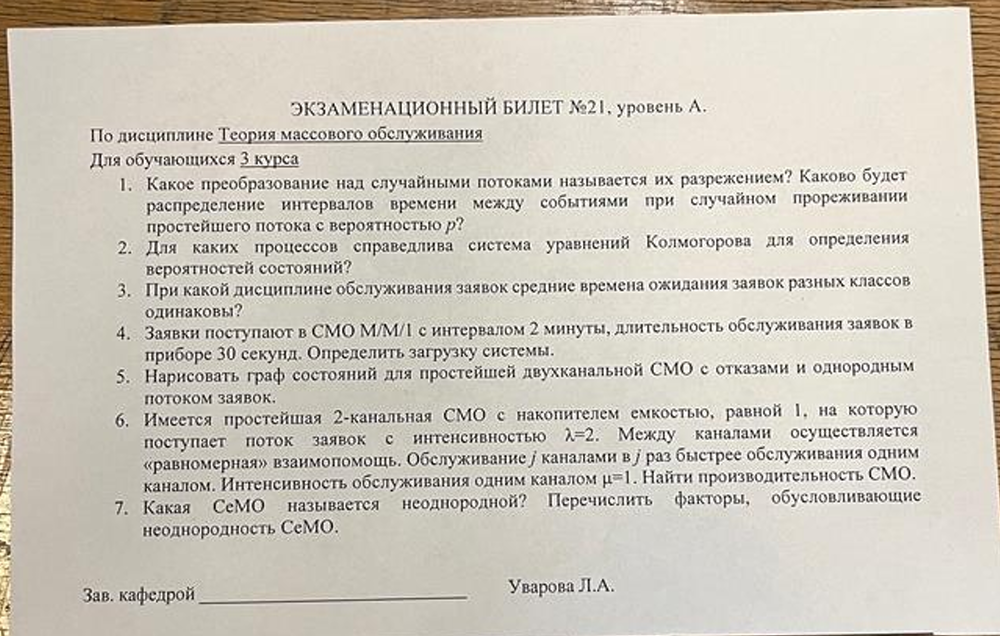 ЭКЗАМЕНАЦИОННЫЙ БИЛЕТ №21, уровень А.
По дисциплине Теория массового обслуживания
Для обучающихся 3 курса
1. Какое преобразование над случайными потоками называется их разрежением? Каково будет
распределение интервалов времени между событиями при случайном прореживании
простейшего потока с вероятностью p?
2. Для каких процессов справедлива система уравнений Колмогорова для определения
вероятностей состояний?
3. При какой дисциплине обслуживания заявок средние времена ожидания заявок разных классов
одинаковы?
4. Заявки поступают в СМО М/М/1 с интервалом 2 минуты, длительность обслуживания заявок в
приборе 30 секунд. Определить загрузку системы.
5. Нарисовать граф состояний для простейшей двухканальной СМО с отказами и однородным
потоком заявок.
6. Имеется простейшая 2-канальная СМО с накопителем емкостью, равной 1, на которую
поступает поток заявок с интенсивностью λ=2. Между каналами осуществляется
«равномерная» взаимопомощь. Обслуживание j каналами в j раз быстрее обслуживания одним
каналом. Интенсивность обслуживания одним каналом μ=1. Найти производительность СМО.
7. Какая СеМО называется неоднородной? Перечислить факторы, обусловливающие
неоднородность СеМО.
Зав. кафедрой ____________ Уварова Л.А.